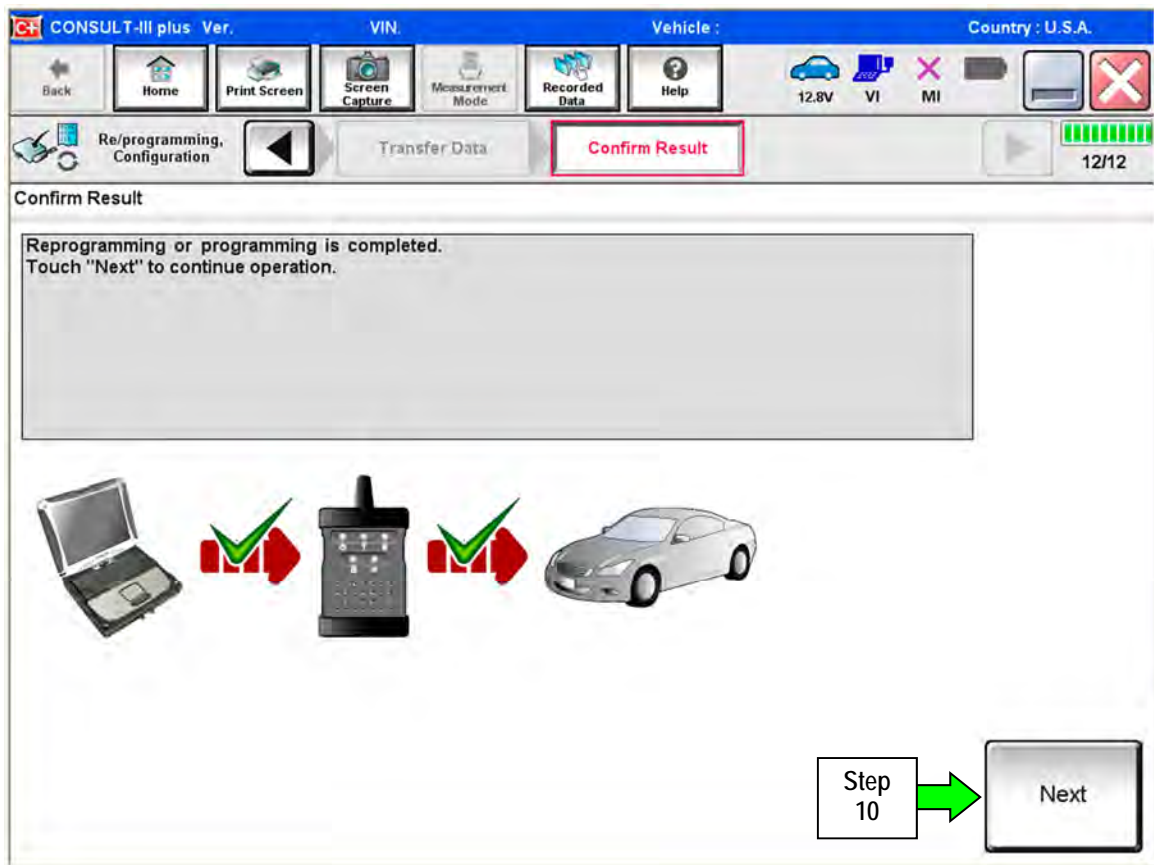 C+ CONSULT-III plus Ver. VIN. Vehicle : Country : U.S.A.
Back
Home
Print Screen
Screen
Capture
Measurement
Mode
Recorded
Data
Help
12.8V
VI
MI
Re/programming,
Configuration
Transfer Data
Confirm Result
12/12
Confirm Result
Reprogramming or programming is completed.
Touch "Next" to continue operation.
Step
10
Next